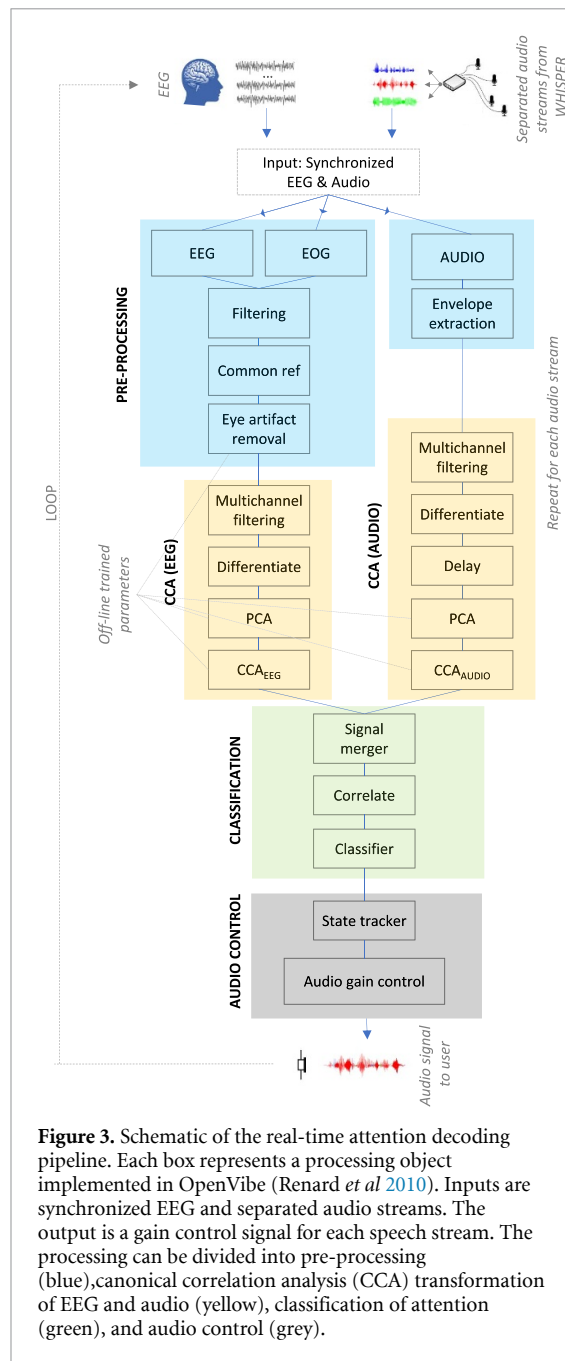 EEG
...
Separated audio
streams from
WHISPER
Input: Synchronized
EEG & Audio
PRE-PROCESSING
EEG
EOG
Filtering
Common ref
Eye artifact
removal
AUDIO
Envelope
extraction
Repeat for each audio stream
LOOP
Off-line trained
parameters
CCA (EEG)
Multichannel
filtering
Differentiate
PCA
CCAEEG
CCA (AUDIO)
Multichannel
filtering
Differentiate
Delay
PCA
CCAAUDIO
CLASSIFICATION
Signal
merger
Correlate
Classifier
AUDIO CONTROL
State tracker
Audio gain control
Audio signal
to user
Figure 3. Schematic of the real-time attention decoding
pipeline. Each box represents a processing object
implemented in OpenVibe (Renard et al 2010). Inputs are
synchronized EEG and separated audio streams. The
output is a gain control signal for each speech stream. The
processing can be divided into pre-processing
(blue),canonical correlation analysis (CCA) transformation
of EEG and audio (yellow), classification of attention
(green), and audio control (grey).